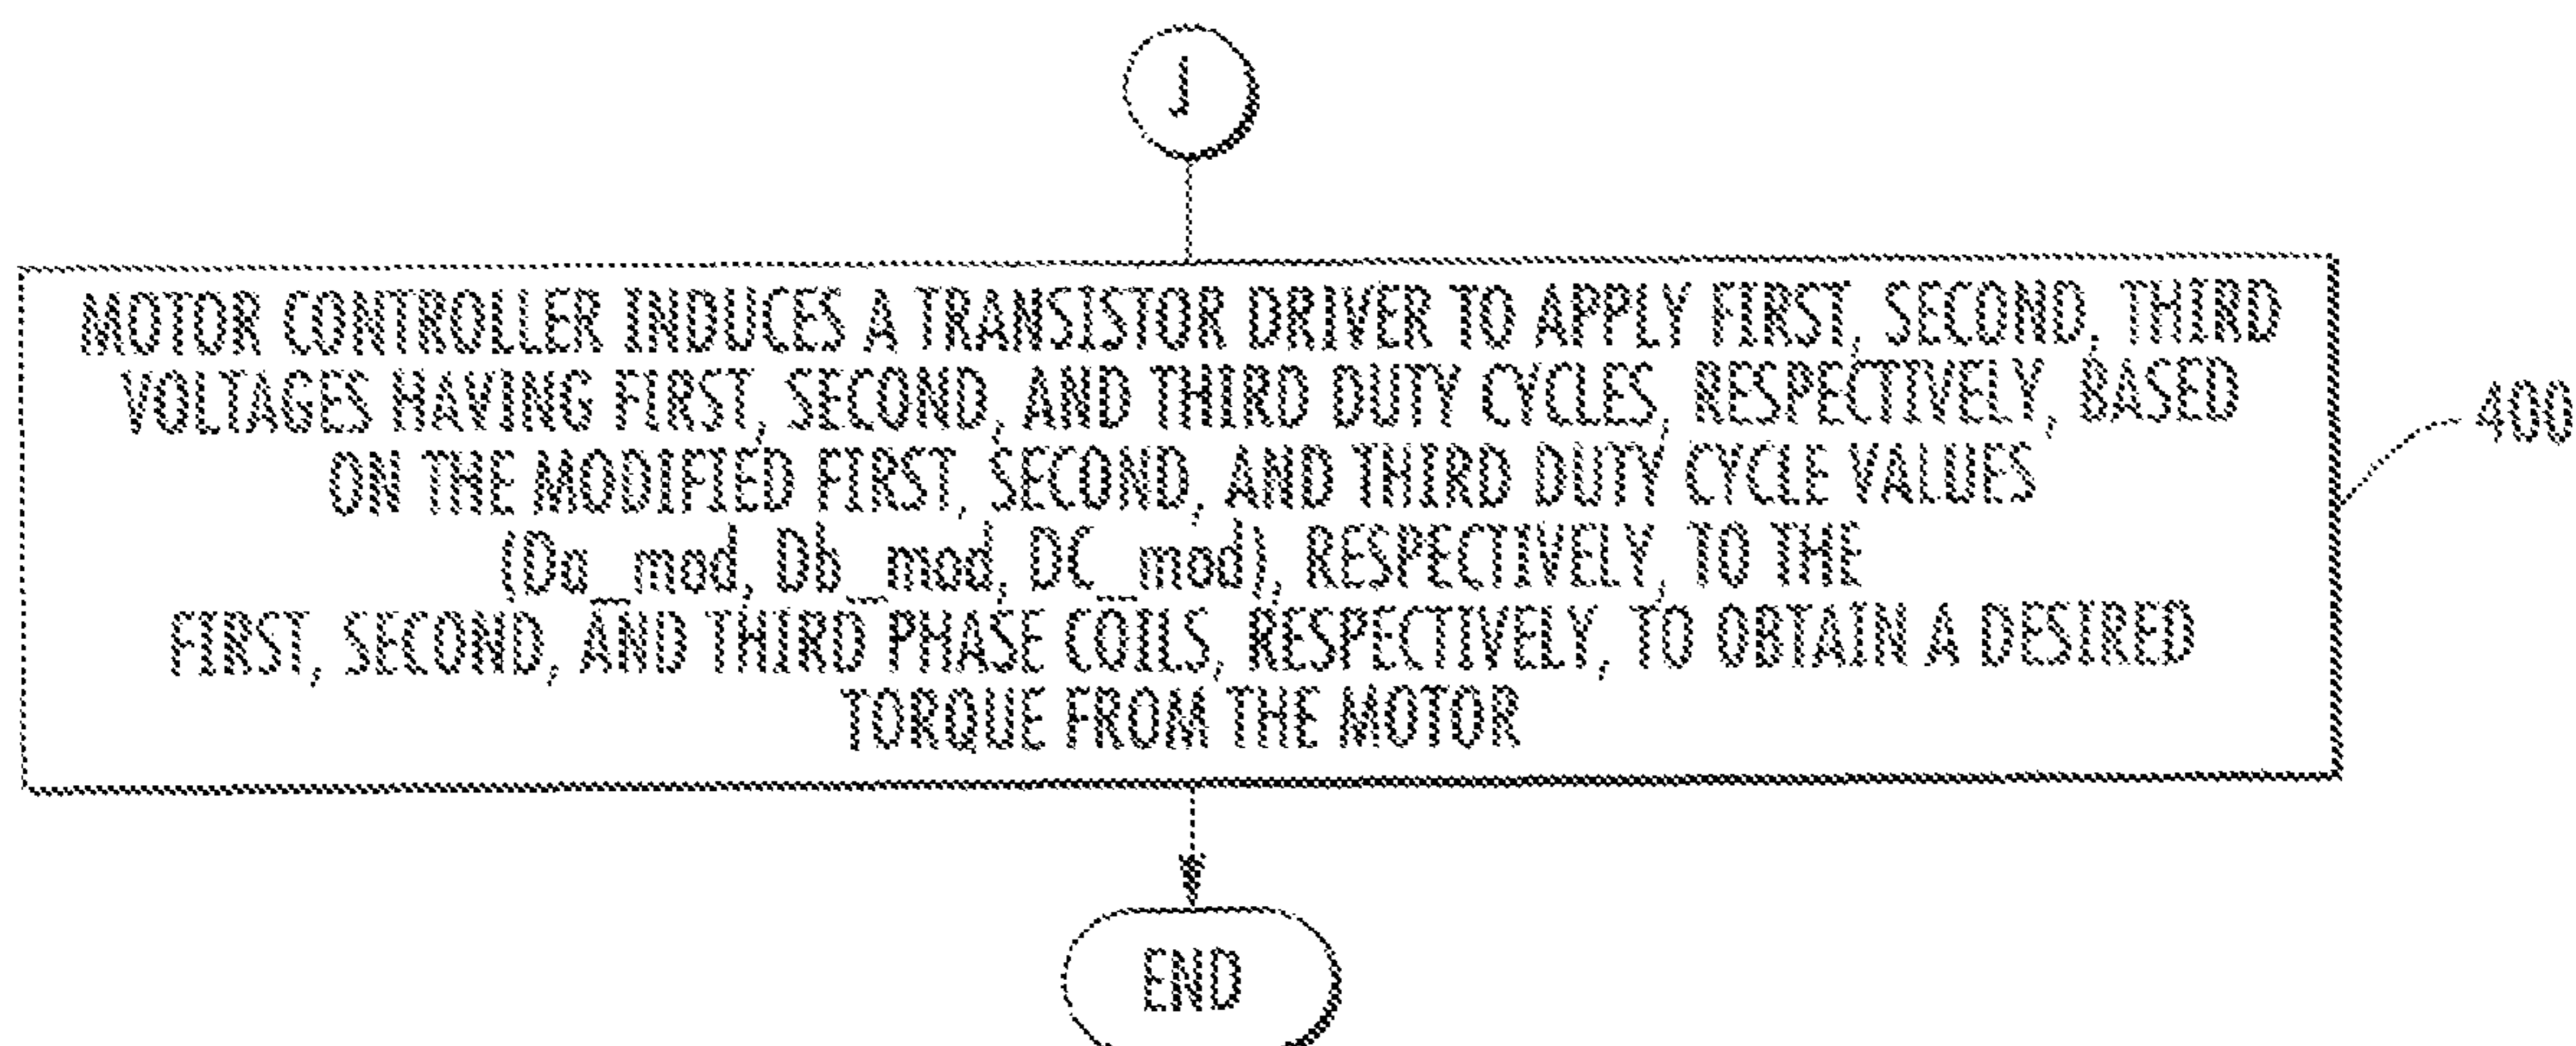 J
MOTOR CONTROLLER INDUCES A TRANSISTOR DRIVER TO APPLY FIRST, SECOND, THIRD
VOLTAGES HAVING FIRST, SECOND, AND THIRD DUTY CYCLES, RESPECTIVELY, BASED
ON THE MODIFIED FIRST, SECOND, AND THIRD DUTY CYCLE VALUES
(Da_mod, Db_mod, DC_mod), RESPECTIVELY, TO THE
FIRST, SECOND, AND THIRD PHASE COILS, RESPECTIVELY, TO OBTAIN A DESIRED
TORQUE FROM THE MOTOR
400
END